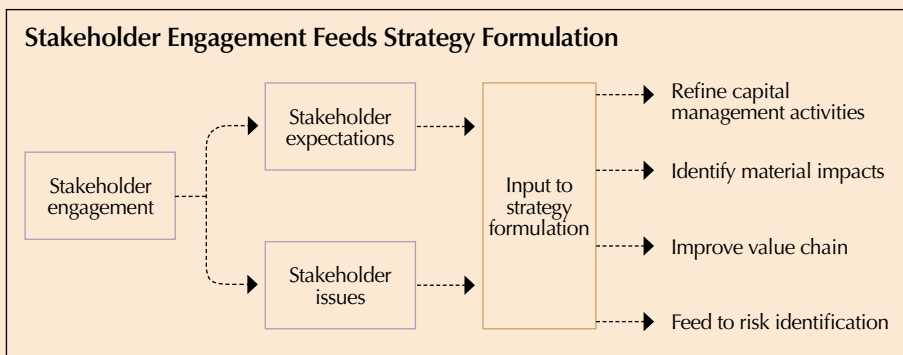 Stakeholder Engagement Feeds Strategy Formulation
Stakeholder
engagement
Stakeholder
expectations
Stakeholder
issues
Input to
strategy
formulation
Refine capital
management activities
Identify material impacts
Improve value chain
Feed to risk identification